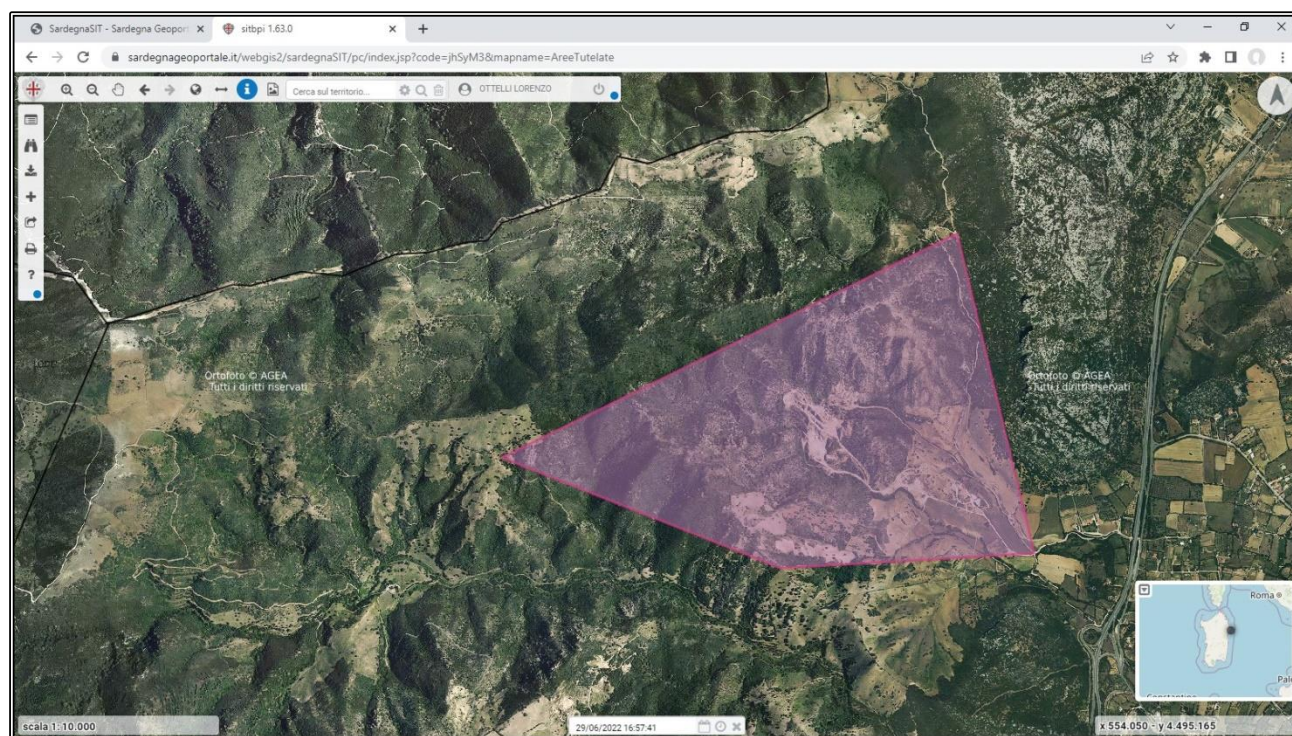 SardegnaSIT - Sardegna Geoport
sitbpi 1.63.0
sardegnageoportale.it/webgis2/sardegnaSIT/pc/index.jsp?code=jhSyM3&mapname=AreeTutelate
Cerca sul territorio...
OTTELLI LORENZO
Ortofoto © AGEA
Tutti i diritti riservati
Ortofoto © AGEA
Tutti i diritti riservati
Roma
scala 1: 10.000
29/06/2022 16:57:41
x 554.050 - y 4.495.165